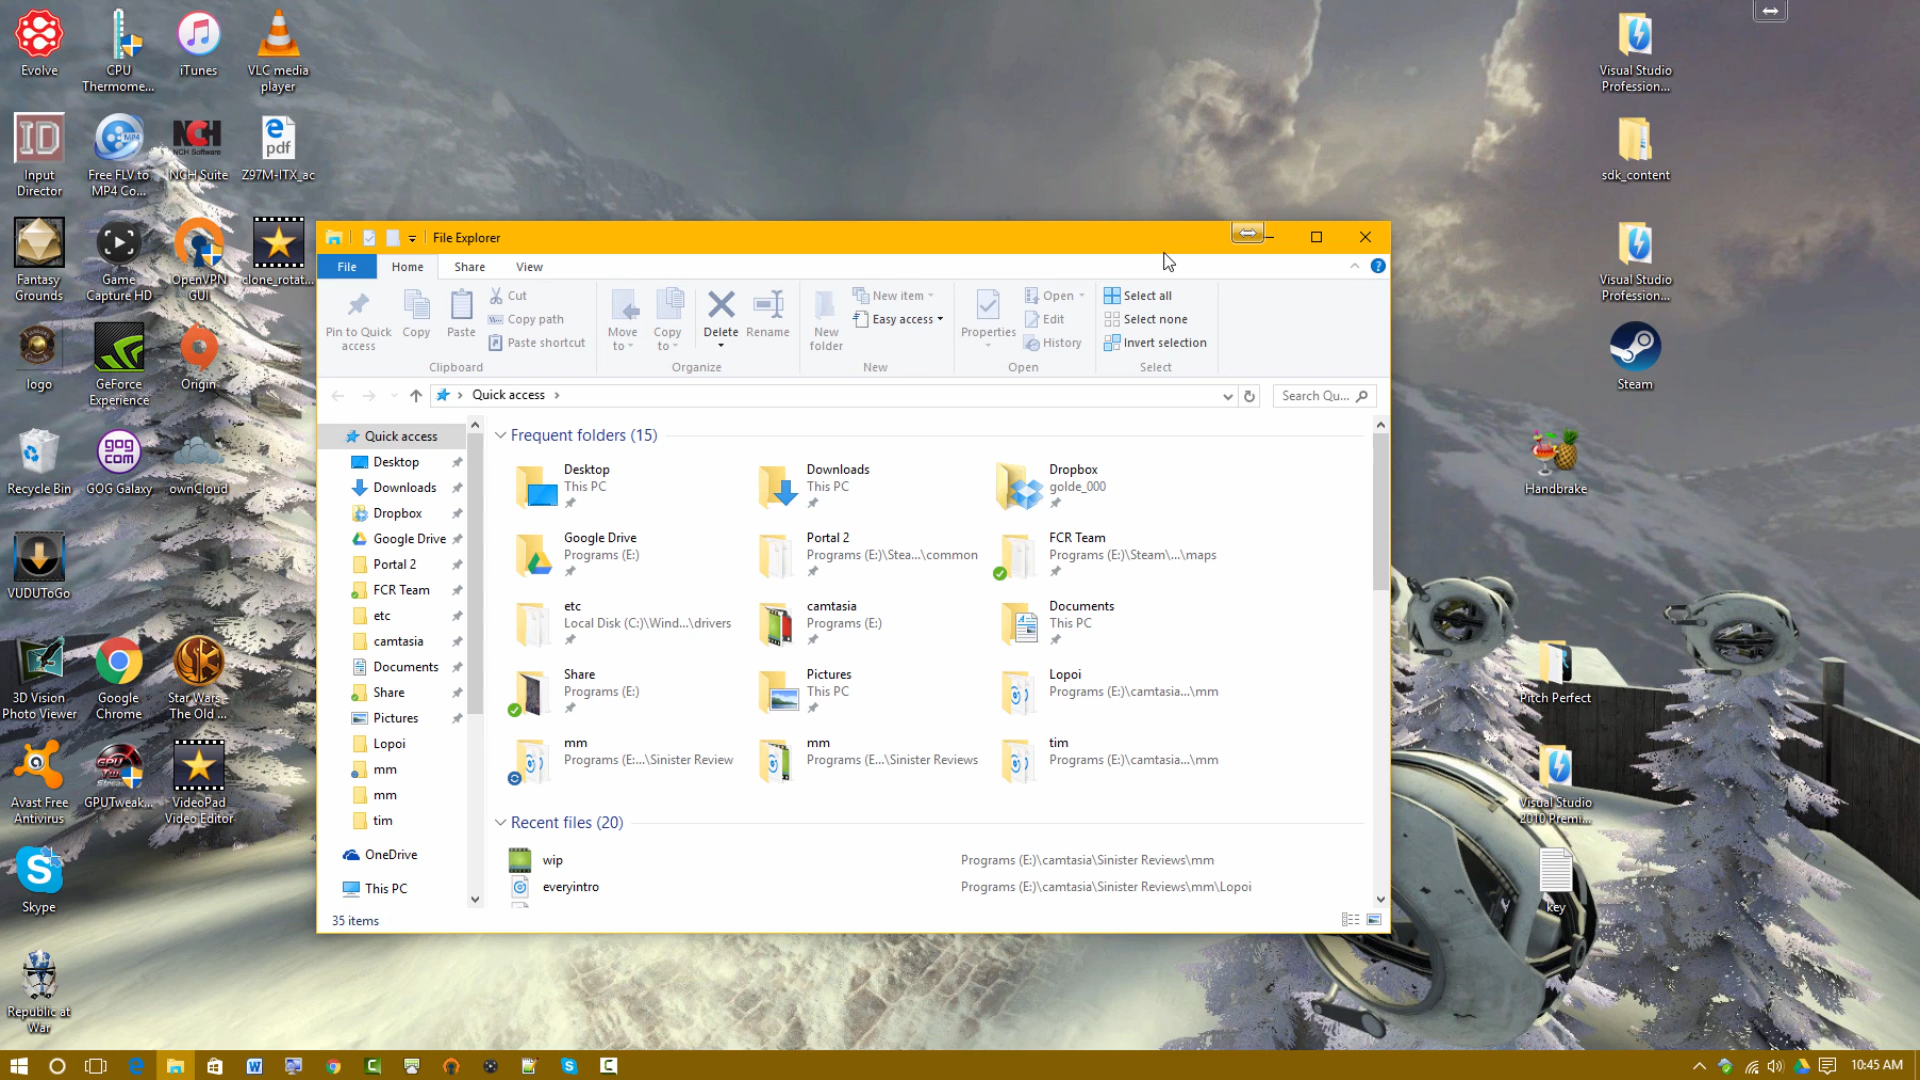 Evolve
CPU
Thermome...
iTunes
VLC media
player
Visual Studio
Profession...
ID
Input
Director
Free FLV to
MP4 Co...
NCH
NCH Software
NCH Suite
pdf
Z97M-ITX_ac
sdk_content
Fantasy
Grounds
Game
Capture HD
OpenVPN
GUI
clone_rotat...
Visual Studio
Profession...
File Explorer
File
Home
Share
View
Pin to Quick
access
Copy
Paste
Cut
Copy path
Paste shortcut
Clipboard
Move
to
Copy
to
Delete
Rename
Organize
New
folder
New item
Easy access
New
Properties
Open
Edit
History
Open
Select all
Select none
Invert selection
Select
logo
GeForce
Experience
Origin
Steam
Quick access
Search Qu...
Recycle Bin
gog
com
GOG Galaxy
ownCloud
Handbrake
Quick access
Desktop
Downloads
Dropbox
Google Drive
Portal 2
FCR Team
etc
camtasia
Documents
Share
Pictures
Lopoi
mm
mm
tim
OneDrive
This PC
Frequent folders (15)
Desktop
This PC
Downloads
This PC
Dropbox
golde_000
Google Drive
Programs (E:)
Portal 2
Programs (E:)\Stea...\common
FCR Team
Programs (E:)\Steam\...\maps
etc
Local Disk (C:)\Wind...\drivers
camtasia
Programs (E:)
Documents
This PC
Share
Programs (E:)
Pictures
This PC
Lopoi
Programs (E:)\camtasia...\mm
mm
Programs (E:...\Sinister Review
mm
Programs (E...\Sinister Reviews
tim
Programs (E:)\camtasia...\mm
Recent files (20)
wip
Programs (E:)\camtasia\Sinister Reviews\mm
everyintro
Programs (E:)\camtasia\Sinister Reviews\mm\Lopoi
35 items
VUDUToGo
3D Vision
Photo Viewer
Google
Chrome
Star Wars -
The Old ...
Pitch Perfect
Avast Free
Antivirus
GPUTweak...
VideoPad
Video Editor
Visual Studio
2010 Premi...
Skype
key
Republic at
War
10:45 AM